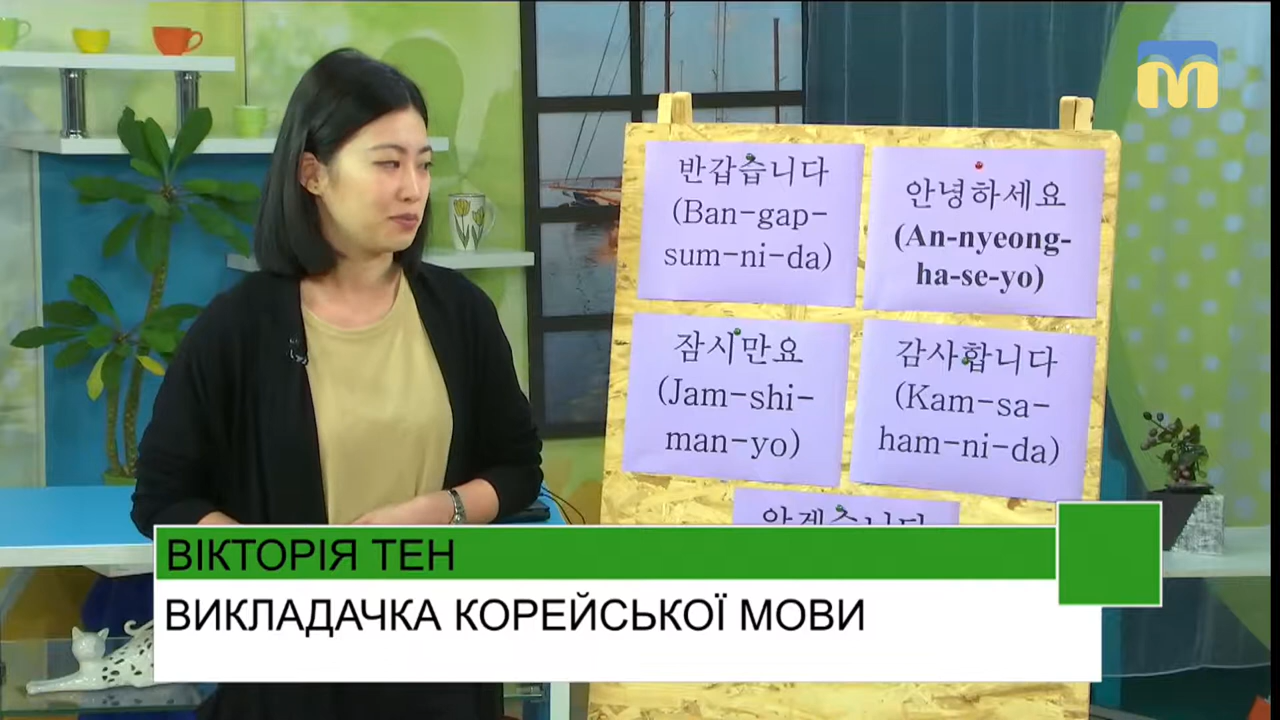 반갑습니다
(Ban-gap-
sum-ni-da)
안녕하세요
(An-nyeong-
ha-se-yo)
잠시만요
(Jam-shi-
man-yo)
감사합니다
(Kam-sa-
ham-ni-da)
ВІКТОРІЯ ТЕН
ВИКЛАДАЧКА КОРЕЙСЬКОЇ МОВИ